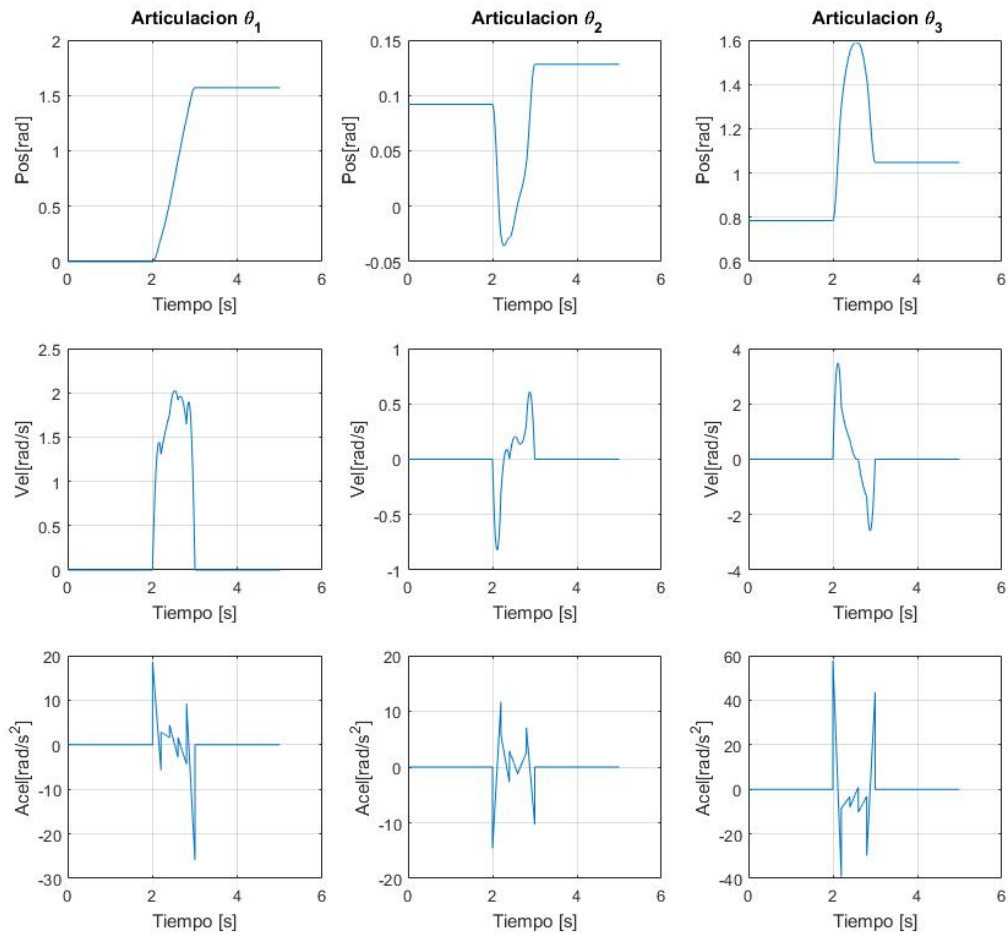 Articulacion θ₁
Articulacion θ₂
Articulacion θ₃
Pos[rad]
2
1.5
1
0.5
0
0 2 4 6
Tiempo [s]
Pos[rad]
0.15
0.1
0.05
0
-0.05
0 2 4 6
Tiempo [s]
Pos[rad]
1.6
1.4
1.2
1
0.8
0.6
0 2 4 6
Tiempo [s]
Vel[rad/s]
2.5
2
1.5
1
0.5
0
0 2 4 6
Tiempo [s]
Vel[rad/s]
1
0.5
0
-0.5
-1
0 2 4 6
Tiempo [s]
Vel[rad/s]
4
2
0
-2
-4
0 2 4 6
Tiempo [s]
Acel[rad/s²]
20
10
0
-10
-20
-30
0 2 4 6
Tiempo [s]
Acel[rad/s²]
20
10
0
-10
-20
0 2 4 6
Tiempo [s]
Acel[rad/s²]
60
40
20
0
-20
-40
0 2 4 6
Tiempo [s]